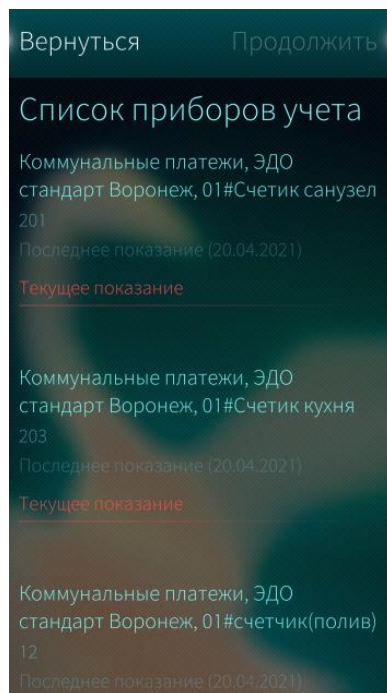 Вернуться Продолжить
Список приборов учета
Коммунальные платежи, ЭДО
стандарт Воронеж, 01#Счетик санузел
201
Последнее показание (20.04.2021)
Текущее показание
Коммунальные платежи, ЭДО
стандарт Воронеж, 01#Счетик кухня
203
Последнее показание (20.04.2021)
Текущее показание
Коммунальные платежи, ЭДО
стандарт Воронеж, 01#счетчик(полив)
12
Последнее показание (20.04.2021)